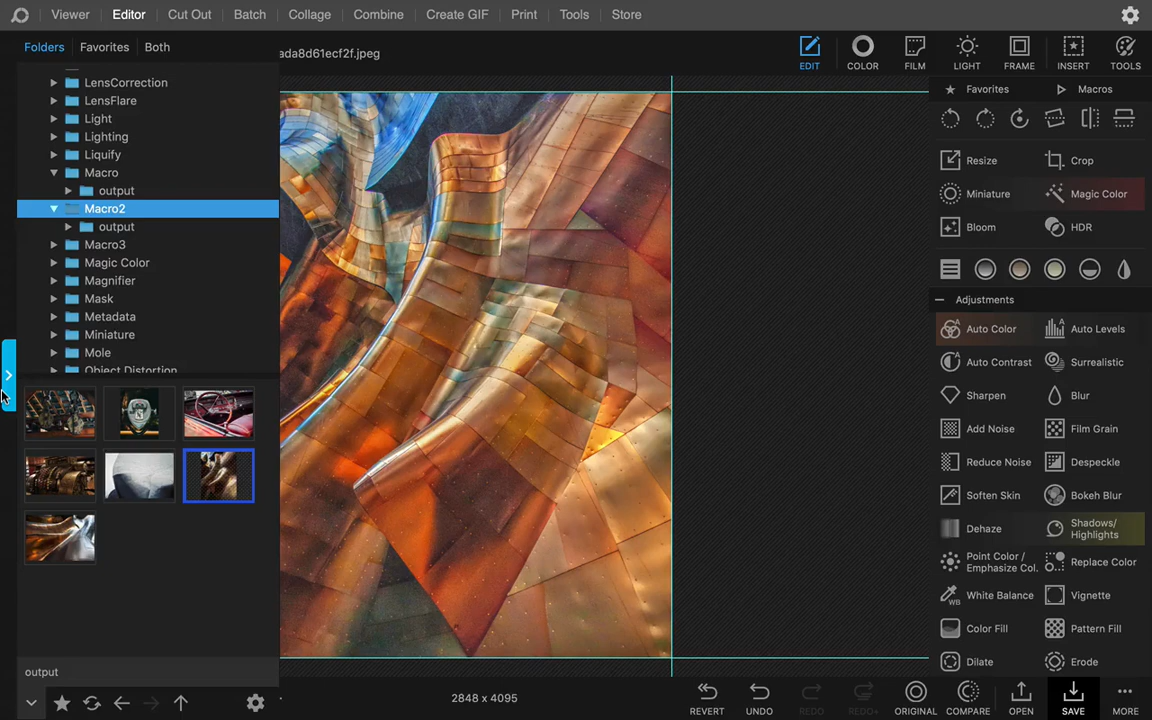 Viewer Editor Cut Out Batch Collage Combine Create GIF Print Tools Store
Folders Favorites Both
ada8d61ecf2f.jpeg
EDIT COLOR FILM LIGHT FRAME INSERT TOOLS
Favorites Macros
LensCorrection
LensFlare
Light
Lighting
Liquify
Macro
output
Macro2
output
Macro3
Magic Color
Magnifier
Mask
Metadata
Miniature
Mole
Object Distortion
output
Resize Crop
Miniature Magic Color
Bloom HDR
Adjustments
Auto Color Auto Levels
Auto Contrast Surrealistic
Sharpen Blur
Add Noise Film Grain
Reduce Noise Despeckle
Soften Skin Bokeh Blur
Dehaze Shadows/
Highlights
Point Color /
Emphasize Col. Replace Color
WB White Balance Vignette
Color Fill Pattern Fill
Dilate Erode
2848 x 4095
REVERT UNDO REDO REDO+ ORIGINAL COMPARE OPEN SAVE MORE